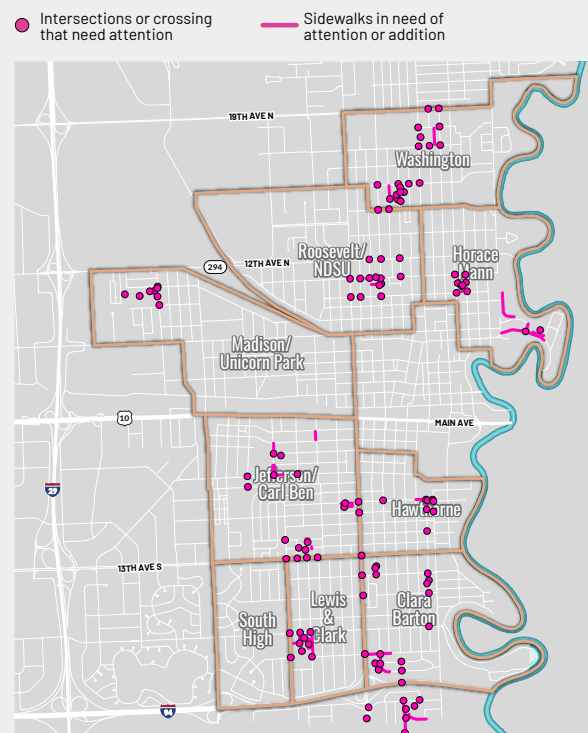 Intersections or crossing
that need attention
Sidewalks in need of
attention or addition
19TH AVE N
Washington
Roosevelt/
NDSU
12TH AVE N
294
Horace
Mann
Madison/
Unicorn Park
10
MAIN AVE
Jefferson/
Carl Ben
29
Hawthorne
13TH AVE S
South
High
Lewis
&
Clark
Clara
Barton
94